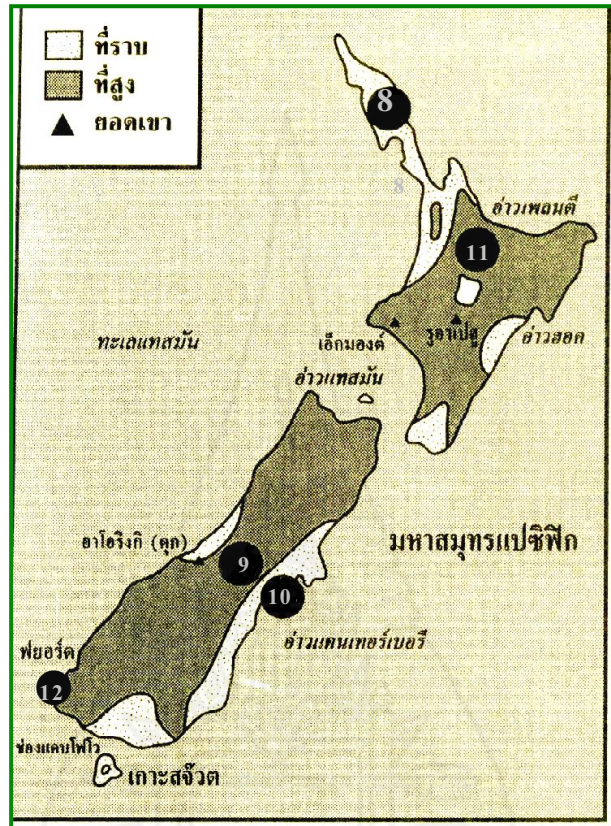 ที่ราบ
ที่สูง
ยอดเขา
8
8
อ่าวเพลนตี
11
ทะเลแทสมัน
เอ็กมองต์
รูอาเปฮู
อ่าวฮอค
อ่าวแทสมัน
อาโอรังกิ (คุก)
มหาสมุทรแปซิฟิก
9
10
อ่าวแคนเทอร์เบอรี
ฟยอร์ด
12
ช่องแคบโฟโว
เกาะสจ๊วต